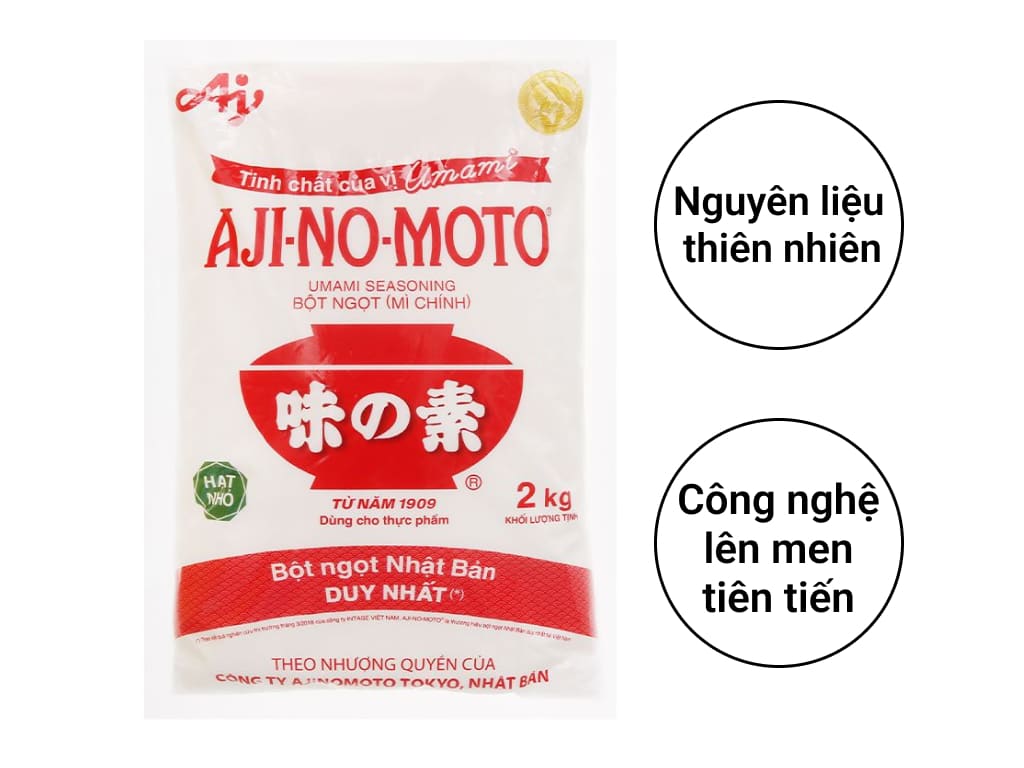 Aj
Tinh chất của vị Umami
AJI-NO-MOTO®
UMAMI SEASONING
BỘT NGỌT (MÌ CHÍNH)
味の素
®
HẠT
NHỎ
TỪ NĂM 1909
Dùng cho thực phẩm
2 kg
KHỐI LƯỢNG TỊNH
Bột ngọt Nhật Bản
DUY NHẤT (*)
THEO NHƯỢNG QUYỀN CỦA
CÔNG TY AJINOMOTO TOKYO, NHẬT BẢN
Nguyên liệu
thiên nhiên
Công nghệ
lên men
tiên tiến